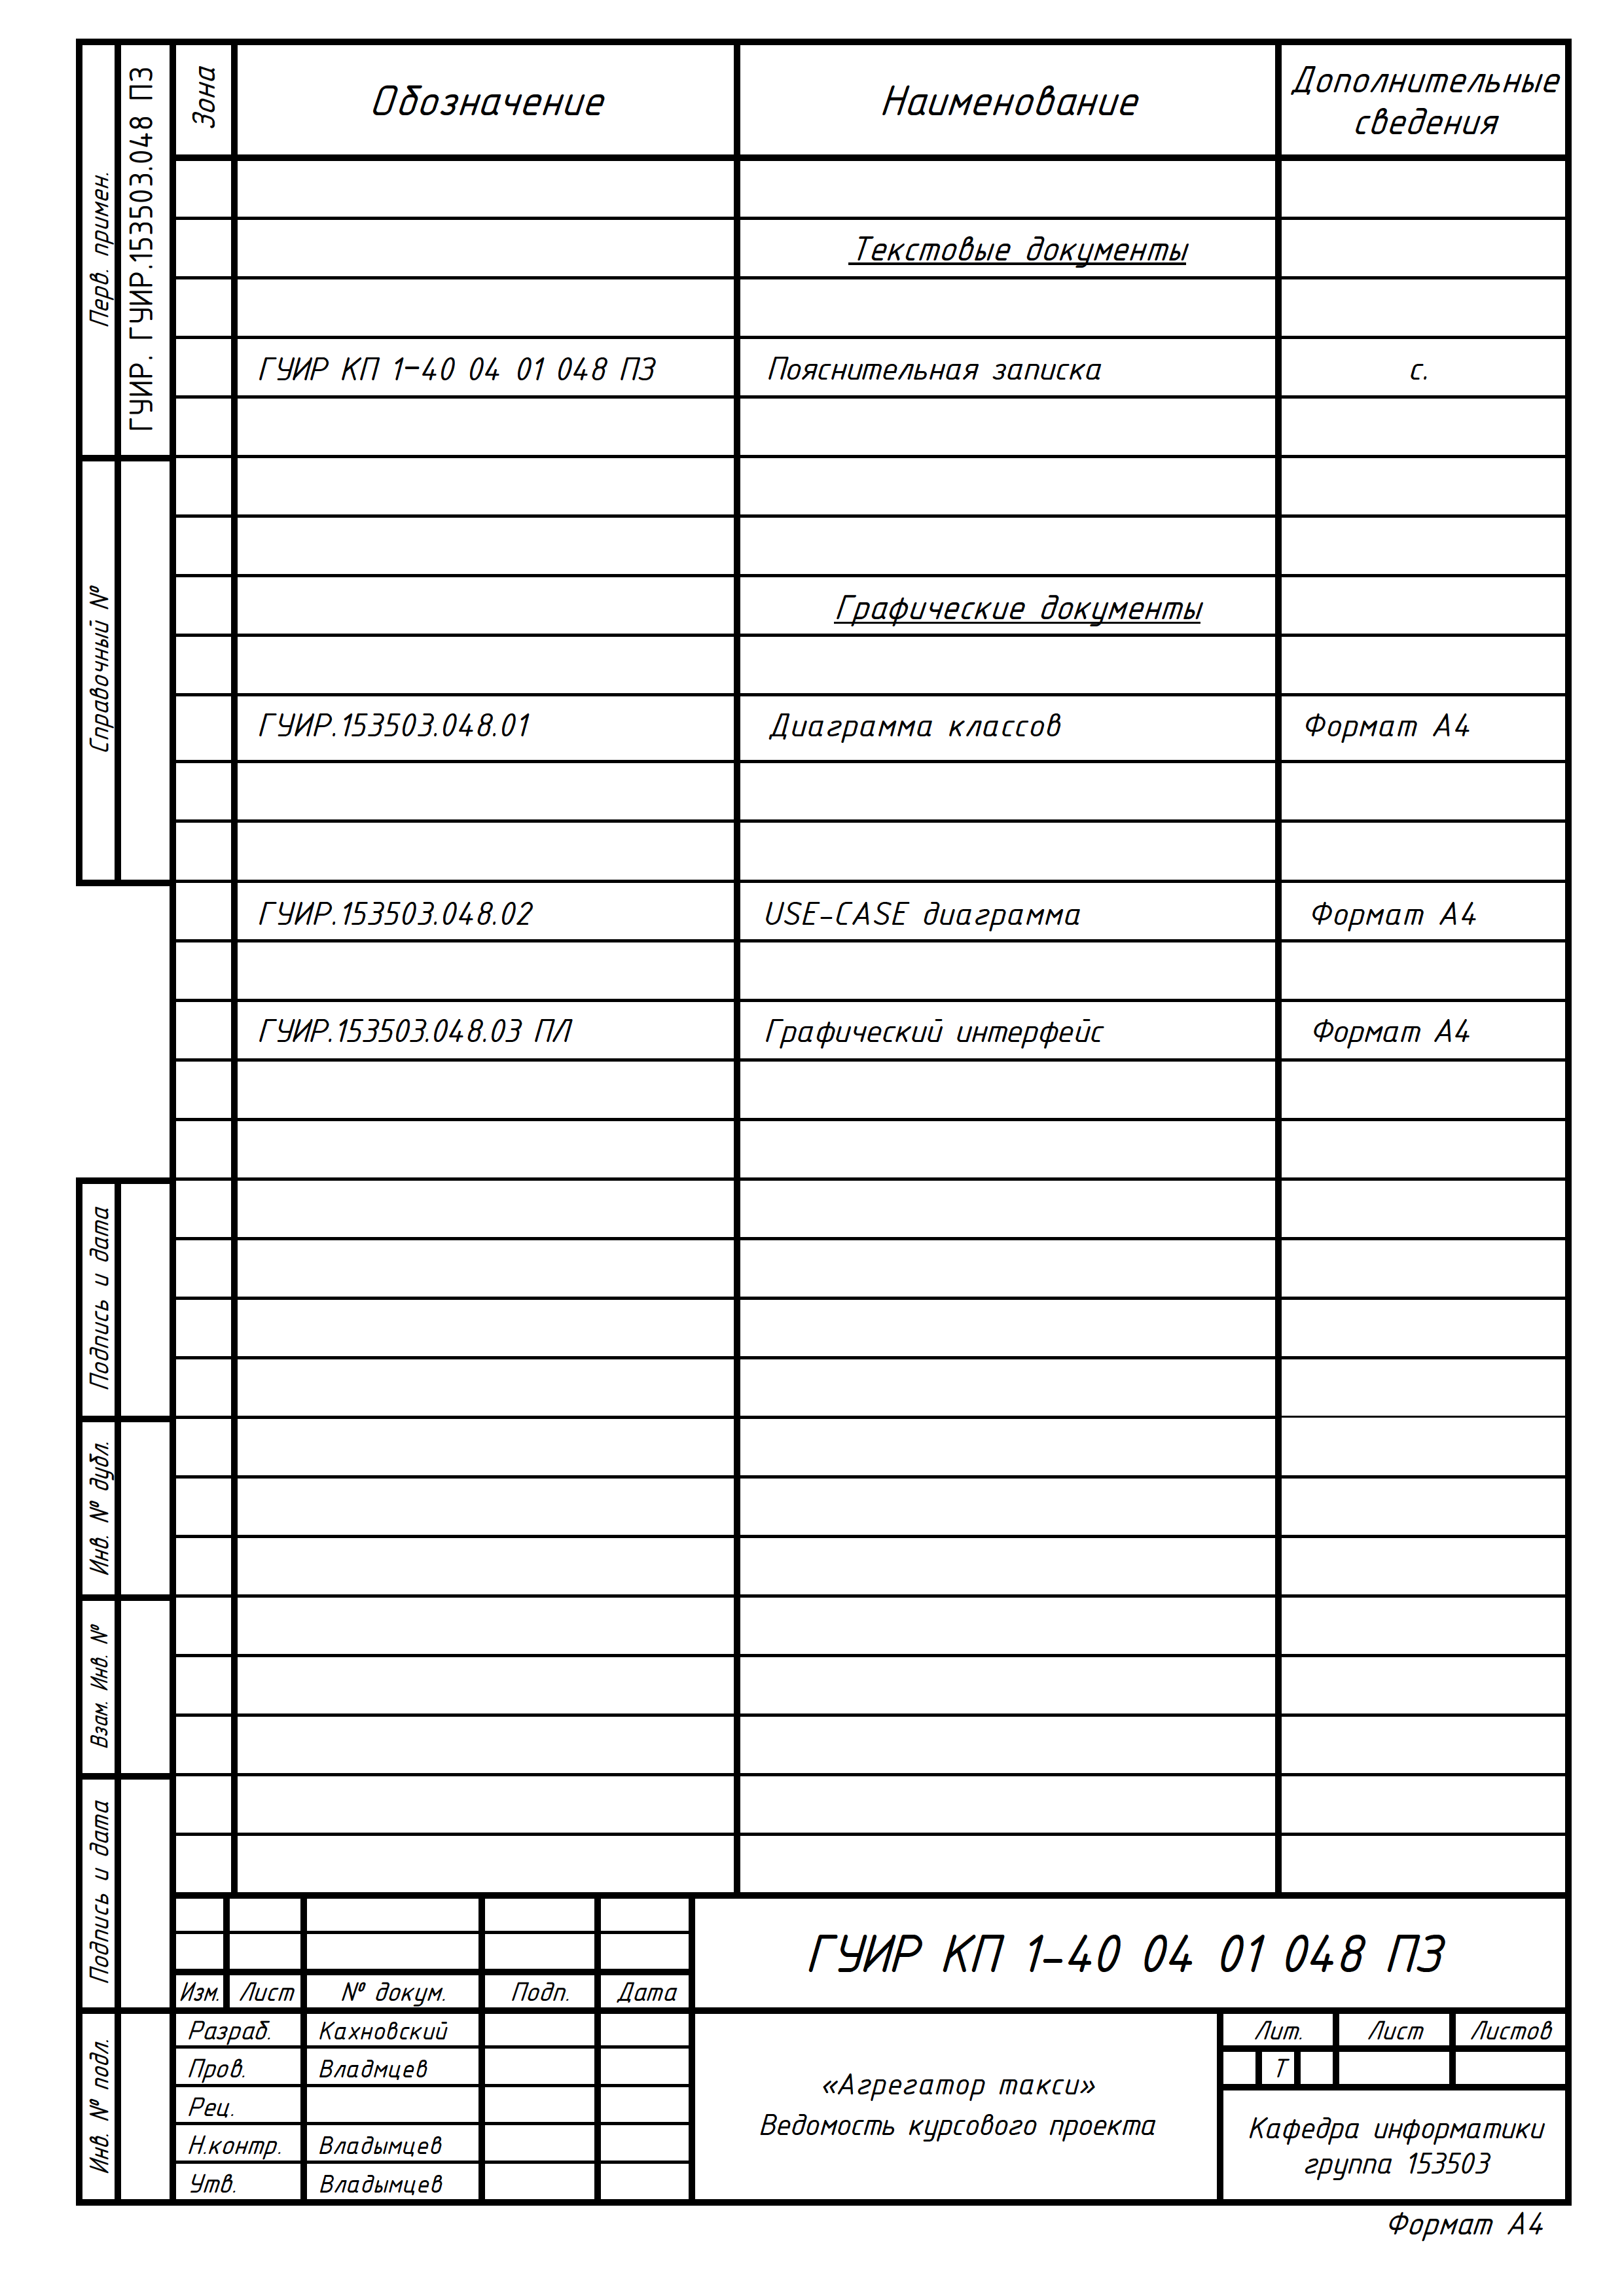 Перв. примен.
ГУИР. ГУИР.153503.048 ПЗ
Справочный №
Подпись и дата
Инв. № дубл.
Взам. Инв. №
Подпись и дата
Инв. № подл.
Зона
Обозначение
Наименование
Дополнительные
сведения
Текстовые документы
ГУИР КП 1-40 04 01 048 ПЗ
Пояснительная записка
с.
Графические документы
ГУИР.153503.048.01
Диаграмма классов
Формат А4
ГУИР.153503.048.02
USE-CASE диаграмма
Формат А4
ГУИР.153503.048.03 ПЛ
Графический интерфейс
Формат А4
ГУИР КП 1-40 04 01 048 ПЗ
Изм.
Лист
№ докум.
Подп.
Дата
Разраб.
Кахновский
Пров.
Владмцев
Рец.
Н.контр.
Владымцев
Утв.
Владымцев
«Агрегатор такси»
Ведомость курсового проекта
Лит.
Лист
Листов
Т
Кафедра информатики
группа 153503
Формат А4